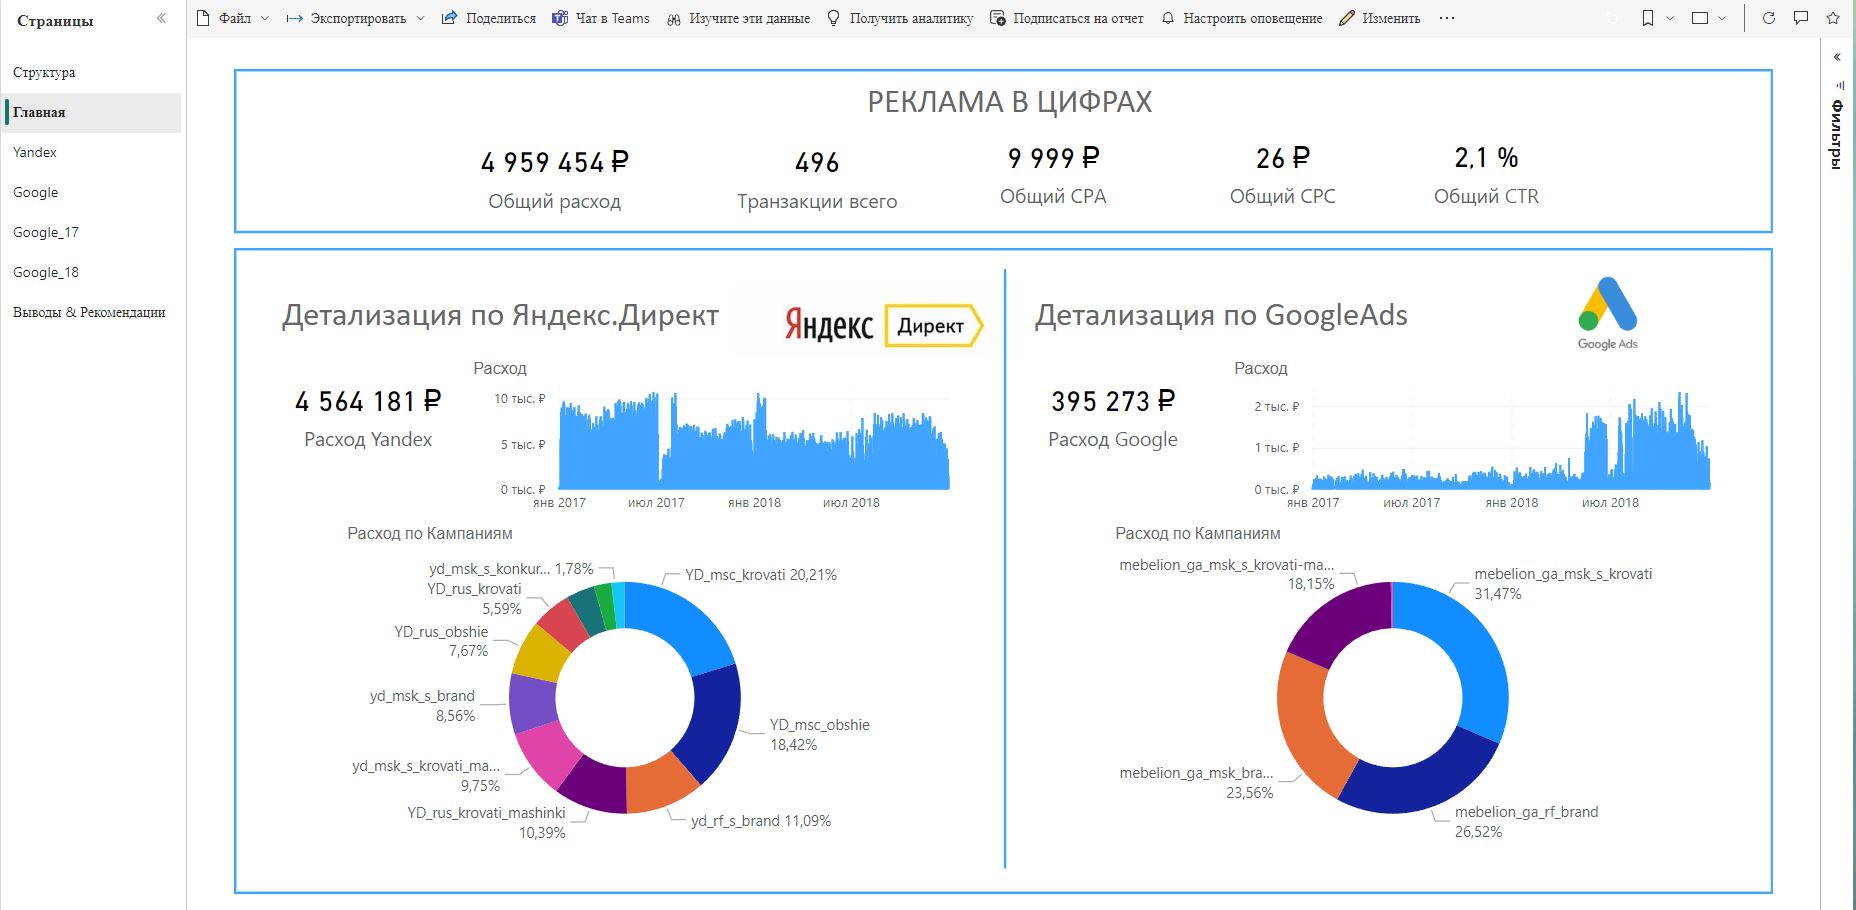 Страницы
Файл
Экспортировать
Поделиться
Чат в Teams
Изучите эти данные
Получить аналитику
Подписаться на отчет
Настроить оповещение
Изменить
Структура
Главная
Yandex
Google
Google_17
Google_18
Выводы & Рекомендации
Фильтры
РЕКЛАМА В ЦИФРАХ
4 959 454 ₽
Общий расход
496
Транзакции всего
9 999 ₽
Общий CPA
26 ₽
Общий CPC
2,1 %
Общий CTR
Детализация по Яндекс.Директ
Яндекс Директ
Расход
4 564 181 ₽
Расход Yandex
10 тыс. ₽
5 тыс. ₽
0 тыс. ₽
янв 2017
июл 2017
янв 2018
июл 2018
Расход по Кампаниям
yd_msk_s_konkur... 1,78%
YD_rus_krovati
5,59%
YD_rus_obshie
7,67%
yd_msk_s_brand
8,56%
yd_msk_s_krovati_ma...
9,75%
YD_rus_krovati_mashinki
10,39%
YD_msc_krovati 20,21%
YD_msc_obshie
18,42%
yd_rf_s_brand 11,09%
Детализация по GoogleAds
Google Ads
Расход
395 273 ₽
Расход Google
2 тыс. ₽
1 тыс. ₽
0 тыс. ₽
янв 2017
июл 2017
янв 2018
июл 2018
Расход по Кампаниям
mebelion_ga_msk_s_krovati-ma...
18,15%
mebelion_ga_msk_s_krovati
31,47%
mebelion_ga_msk_bra...
23,56%
mebelion_ga_rf_brand
26,52%